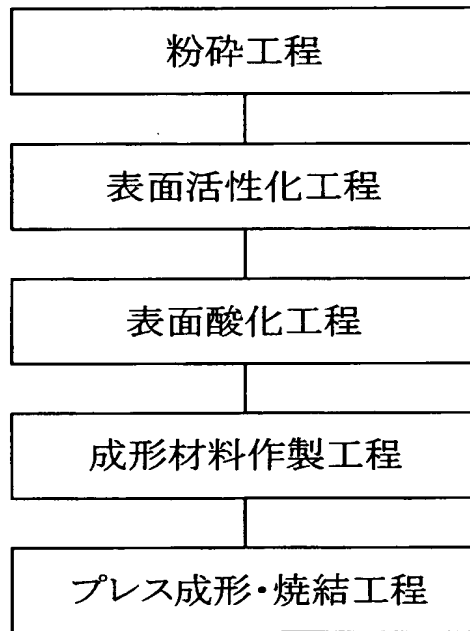 粉砕工程
表面活性化工程
表面酸化工程
成形材料作製工程
プレス成形・焼結工程